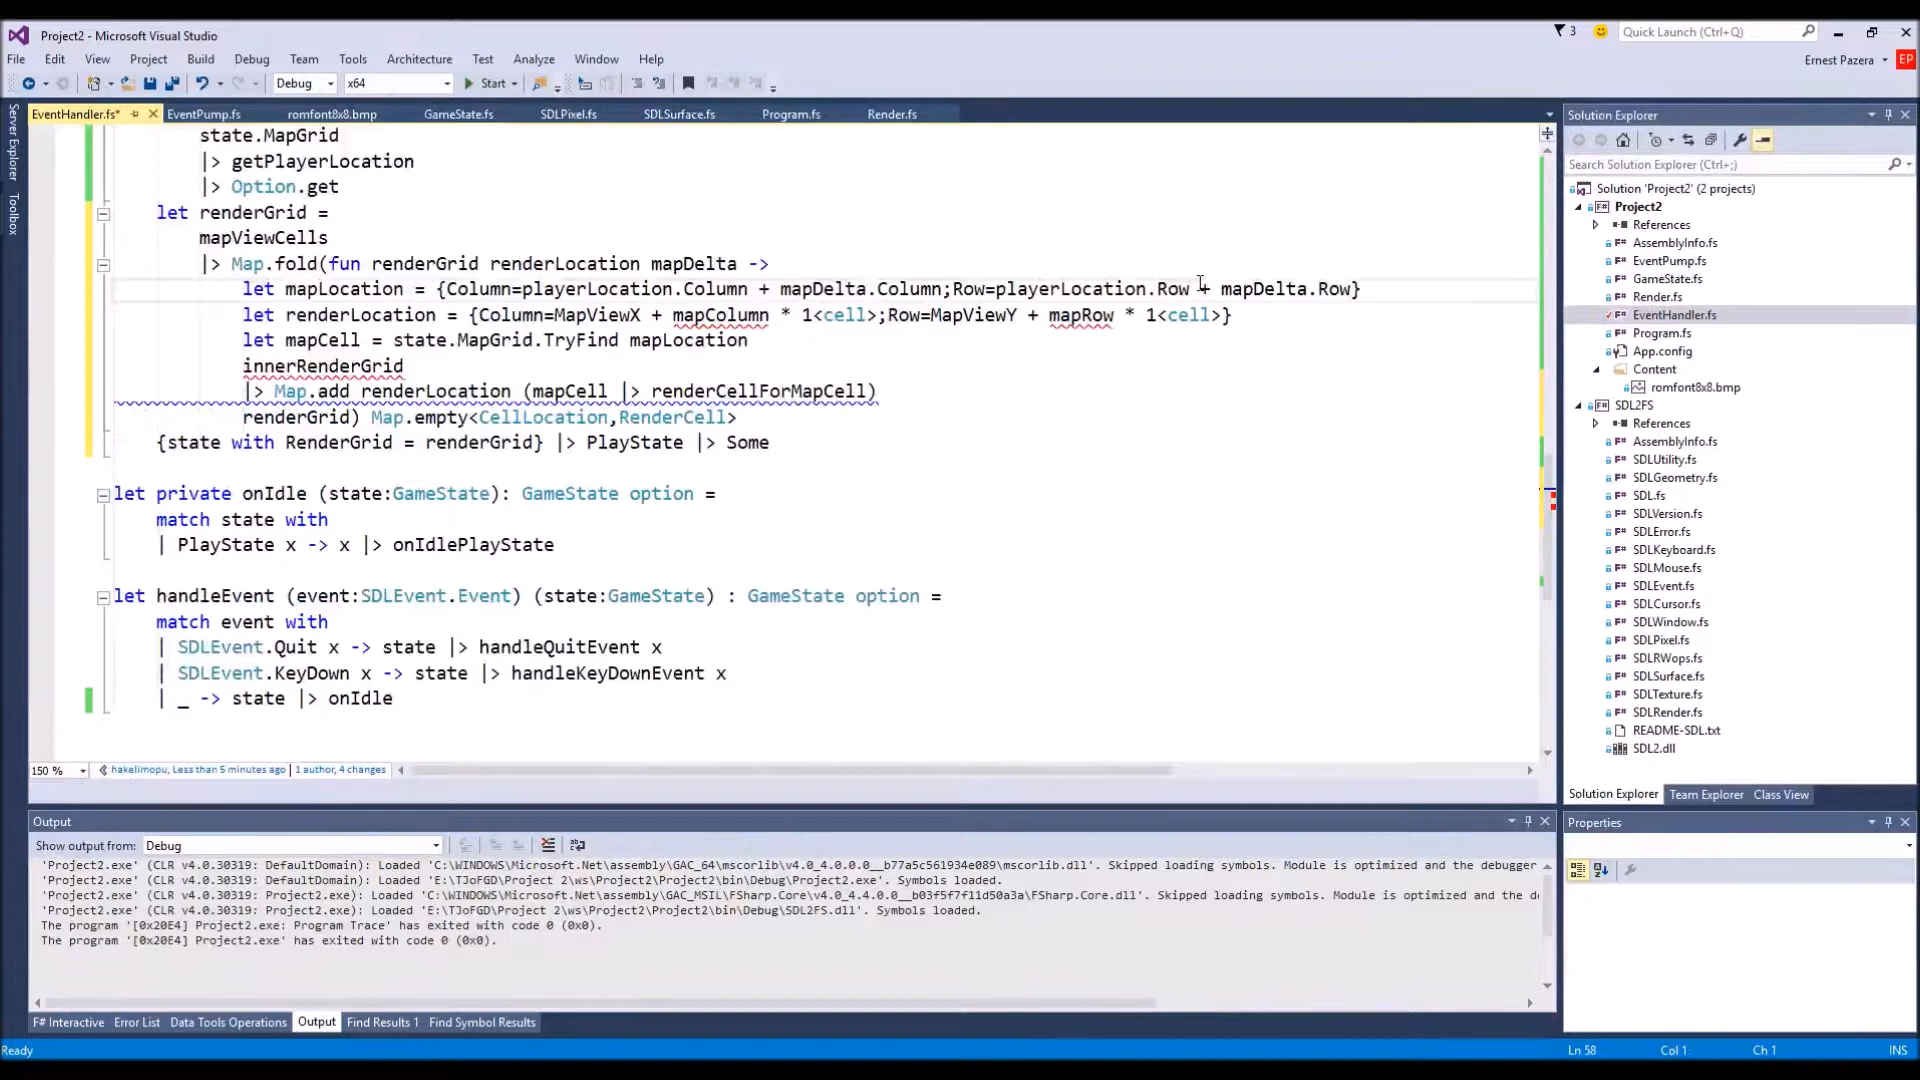 Project2 - Microsoft Visual Studio
3
Quick Launch (Ctrl+Q)
File Edit View Project Build Debug Team Tools Architecture Test Analyze Window Help
Ernest Pazera EP
Debug x64 Start
Server Explorer
Toolbox
EventHandler.fs* EventPump.fs romfont8x8.bmp GameState.fs SDLPixel.fs SDLSurface.fs Program.fs Render.fs
state.MapGrid
|> getPlayerLocation
|> Option.get
let renderGrid =
mapViewCells
|> Map.fold(fun renderGrid renderLocation mapDelta ->
let mapLocation = {Column=playerLocation.Column + mapDelta.Column;Row=playerLocation.Row + mapDelta.Row}
let renderLocation = {Column=MapViewX + mapColumn * 1<cell>;Row=MapViewY + mapRow * 1<cell>}
let mapCell = state.MapGrid.TryFind mapLocation
innerRenderGrid
|> Map.add renderLocation (mapCell |> renderCellForMapCell)
renderGrid) Map.empty<CellLocation,RenderCell>
{state with RenderGrid = renderGrid} |> PlayState |> Some
let private onIdle (state:GameState): GameState option =
match state with
| PlayState x -> x |> onIdlePlayState
let handleEvent (event:SDLEvent.Event) (state:GameState) : GameState option =
match event with
| SDLEvent.Quit x -> state |> handleQuitEvent x
| SDLEvent.KeyDown x -> state |> handleKeyDownEvent x
| _ -> state |> onIdle
150 % hakelimopu, Less than 5 minutes ago | 1 author, 4 changes
Output
Show output from: Debug
'Project2.exe' (CLR v4.0.30319: DefaultDomain): Loaded 'C:\WINDOWS\Microsoft.Net\assembly\GAC_64\mscorlib\v4.0_4.0.0.0__b77a5c561934e089\mscorlib.dll'. Skipped loading symbols. Module is optimized and the debugger
'Project2.exe' (CLR v4.0.30319: DefaultDomain): Loaded 'E:\TJoFGD\Project 2\ws\Project2\Project2\bin\Debug\Project2.exe'. Symbols loaded.
'Project2.exe' (CLR v4.0.30319: Project2.exe): Loaded 'C:\WINDOWS\Microsoft.Net\assembly\GAC_MSIL\FSharp.Core\v4.0_4.4.0.0__b03f5f7f11d50a3a\FSharp.Core.dll'. Skipped loading symbols. Module is optimized and the d
'Project2.exe' (CLR v4.0.30319: Project2.exe): Loaded 'E:\TJoFGD\Project 2\ws\Project2\Project2\bin\Debug\SDL2FS.dll'. Symbols loaded.
The program '[0x20E4] Project2.exe: Program Trace' has exited with code 0 (0x0).
The program '[0x20E4] Project2.exe' has exited with code 0 (0x0).
F# Interactive Error List Data Tools Operations Output Find Results 1 Find Symbol Results
Ready Ln 58 Col 1 Ch 1 INS
Solution Explorer
Search Solution Explorer (Ctrl+;)
Solution 'Project2' (2 projects)
Project2
References
AssemblyInfo.fs
EventPump.fs
GameState.fs
Render.fs
EventHandler.fs
Program.fs
App.config
Content
romfont8x8.bmp
SDL2FS
References
AssemblyInfo.fs
SDLUtility.fs
SDLGeometry.fs
SDL.fs
SDLVersion.fs
SDLError.fs
SDLKeyboard.fs
SDLMouse.fs
SDLEvent.fs
SDLCursor.fs
SDLWindow.fs
SDLPixel.fs
SDLRWops.fs
SDLSurface.fs
SDLTexture.fs
SDLRender.fs
README-SDL.txt
SDL2.dll
Solution Explorer Team Explorer Class View
Properties